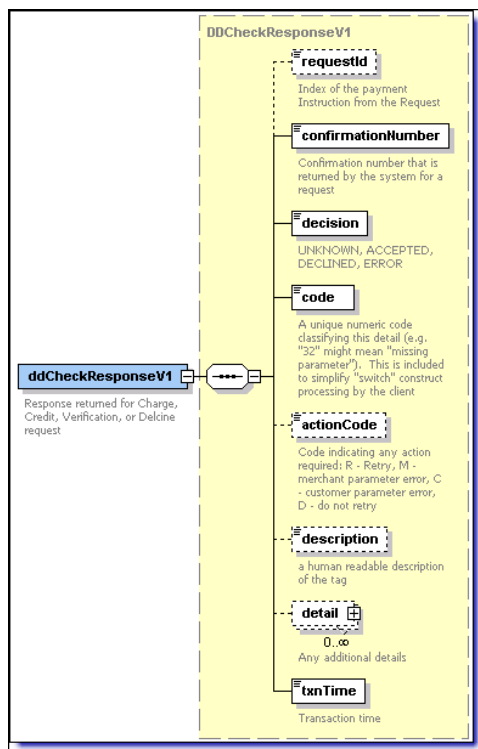 DDCheckResponseV1
requestId
Index of the payment
Instruction from the Request
confirmationNumber
Confirmation number that is
returned by the system for a
request
decision
UNKNOWN, ACCEPTED,
DECLINED, ERROR
code
A unique numeric code
classifying this detail (e.g.
"32" might mean "missing
parameter").  This is included
to simplify "switch" construct
processing by the client
ddCheckResponseV1
Response returned for Charge,
Credit, Verification, or Delcine
request
actionCode
Code indicating any action
required: R - Retry, M -
merchant parameter error, C
- customer parameter error,
D - do not retry
description
a human readable description
of the tag
detail
0..∞
Any additional details
txnTime
Transaction time